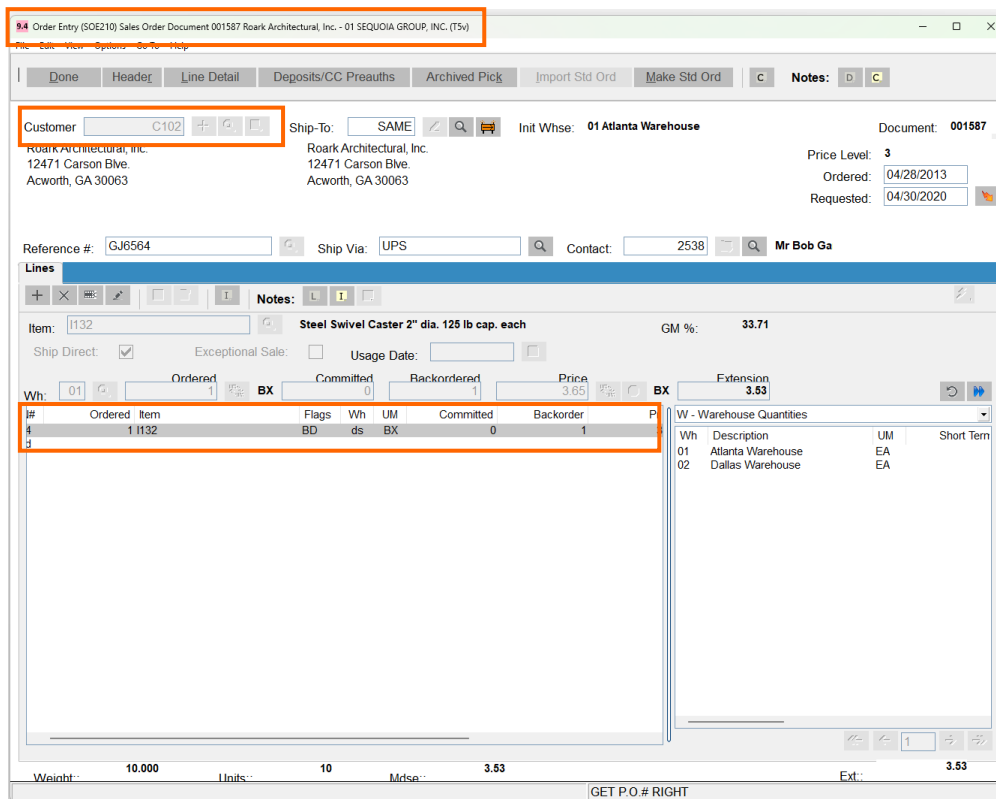 9.4 Order Entry (SOE210) Sales Order Document 001587 Roark Architectural, Inc. - 01 SEQUOIA GROUP, INC. (T5v)
File Edit View Options Go To Help
Done Header Line Detail Deposits/CC Preauths Archived Pick Import Std Ord Make Std Ord C Notes: D C
Customer C102 Ship-To: SAME Init Whse: 01 Atlanta Warehouse Document: 001587
Roark Architectural, Inc. Roark Architectural, Inc.
12471 Carson Blve. 12471 Carson Blve.
Acworth, GA 30063 Acworth, GA 30063
Price Level: 3
Ordered: 04/28/2013
Requested: 04/30/2020
Reference #: GJ6564 Ship Via: UPS Contact: 2538 Mr Bob Ga
Lines
I Notes: L I
Item: I132 Steel Swivel Caster 2" dia. 125 lb cap. each GM %: 33.71
Ship Direct: Exceptional Sale: Usage Date:
Ordered Committed Backordered Price Extension
Wh: 01 1 BX 0 1 3.65 BX 3.53
l# Ordered Item Flags Wh UM Committed Backorder W - Warehouse Quantities
4 1 I132 BD ds BX 0 1
d
Wh Description UM Short Tern
01 Atlanta Warehouse EA
02 Dallas Warehouse EA
1
Weight:: 10.000 Units:: 10 Mdse:: 3.53 Ext:: 3.53
GET P.O.# RIGHT